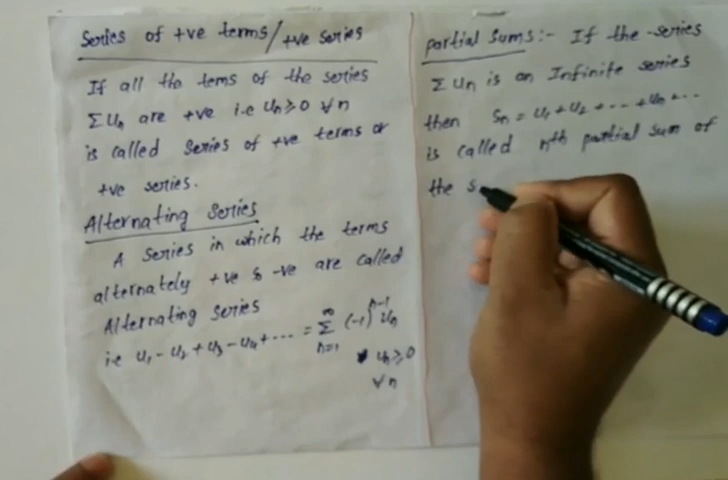 Series of +ve terms/+ve series
If all the tems of the series
Σ Un are +ve i.e Un ≥ 0 ∀ n
is called series of +ve terms or
+ve series.
Alternating Series
A series in which the terms
alternately +ve & -ve are called
Alternating series
i.e U₁ - U₂ + U₃ - U₄ + ... = Σ_{n=1}^{∞} (-1)^{n-1} Un
Un ≥ 0
∀ n
partial sums :- If the series
Σ Un is an Infinite series
then Sn = U₁ + U₂ + ... + Un + ...
is called nth partial sum of
the s